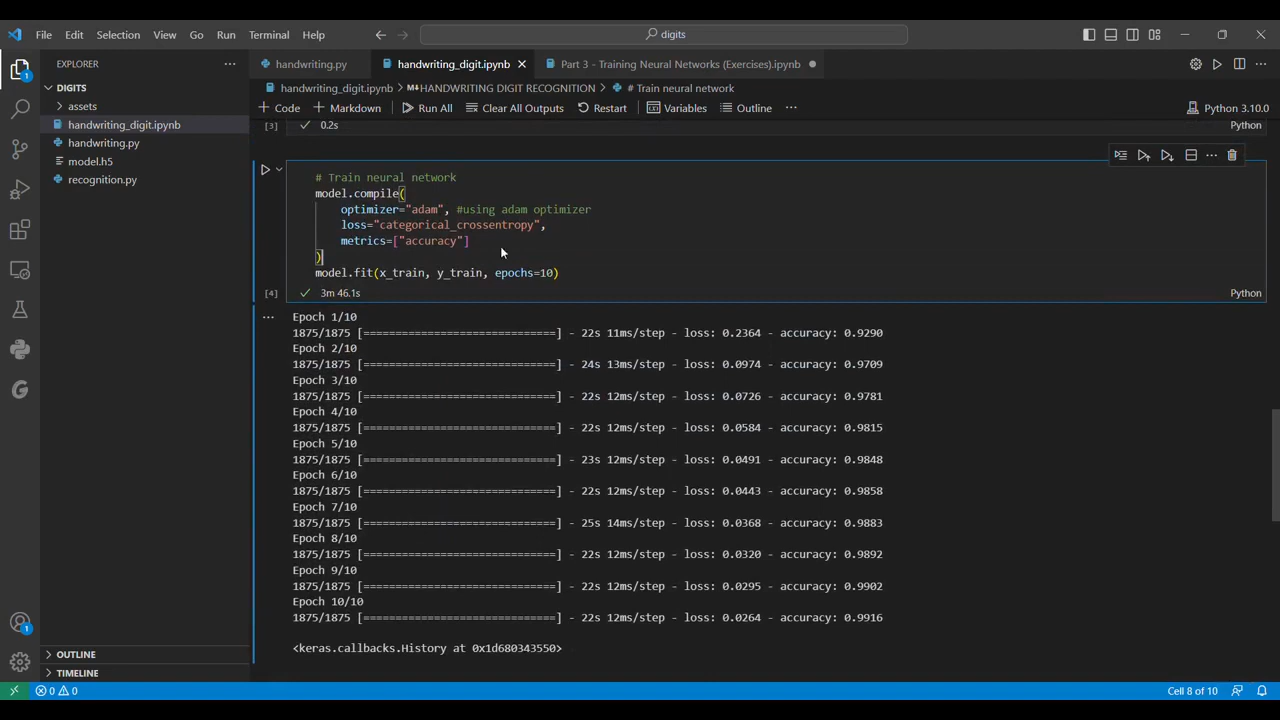 File Edit Selection View Go Run Terminal Help
digits
EXPLORER
handwriting.py
handwriting_digit.ipynb
Part 3 - Training Neural Networks (Exercises).ipynb
DIGITS
assets
handwriting_digit.ipynb
handwriting.py
model.h5
recognition.py
OUTLINE
TIMELINE
handwriting_digit.ipynb > HANDWRITING DIGIT RECOGNITION > # Train neural network
Code Markdown Run All Clear All Outputs Restart Variables Outline ...
Python 3.10.0
[3] 0.2s Python
# Train neural network
model.compile(
optimizer="adam", #using adam optimizer
loss="categorical_crossentropy",
metrics=["accuracy"]
)
model.fit(x_train, y_train, epochs=10)
[4] 3m 46.1s Python
Epoch 1/10
1875/1875 [==============================] - 22s 11ms/step - loss: 0.2364 - accuracy: 0.9290
Epoch 2/10
1875/1875 [==============================] - 24s 13ms/step - loss: 0.0974 - accuracy: 0.9709
Epoch 3/10
1875/1875 [==============================] - 22s 12ms/step - loss: 0.0726 - accuracy: 0.9781
Epoch 4/10
1875/1875 [==============================] - 22s 12ms/step - loss: 0.0584 - accuracy: 0.9815
Epoch 5/10
1875/1875 [==============================] - 23s 12ms/step - loss: 0.0491 - accuracy: 0.9848
Epoch 6/10
1875/1875 [==============================] - 22s 12ms/step - loss: 0.0443 - accuracy: 0.9858
Epoch 7/10
1875/1875 [==============================] - 25s 14ms/step - loss: 0.0368 - accuracy: 0.9883
Epoch 8/10
1875/1875 [==============================] - 22s 12ms/step - loss: 0.0320 - accuracy: 0.9892
Epoch 9/10
1875/1875 [==============================] - 22s 12ms/step - loss: 0.0295 - accuracy: 0.9902
Epoch 10/10
1875/1875 [==============================] - 22s 12ms/step - loss: 0.0264 - accuracy: 0.9916
<keras.callbacks.History at 0x1d680343550>
0 0
Cell 8 of 10